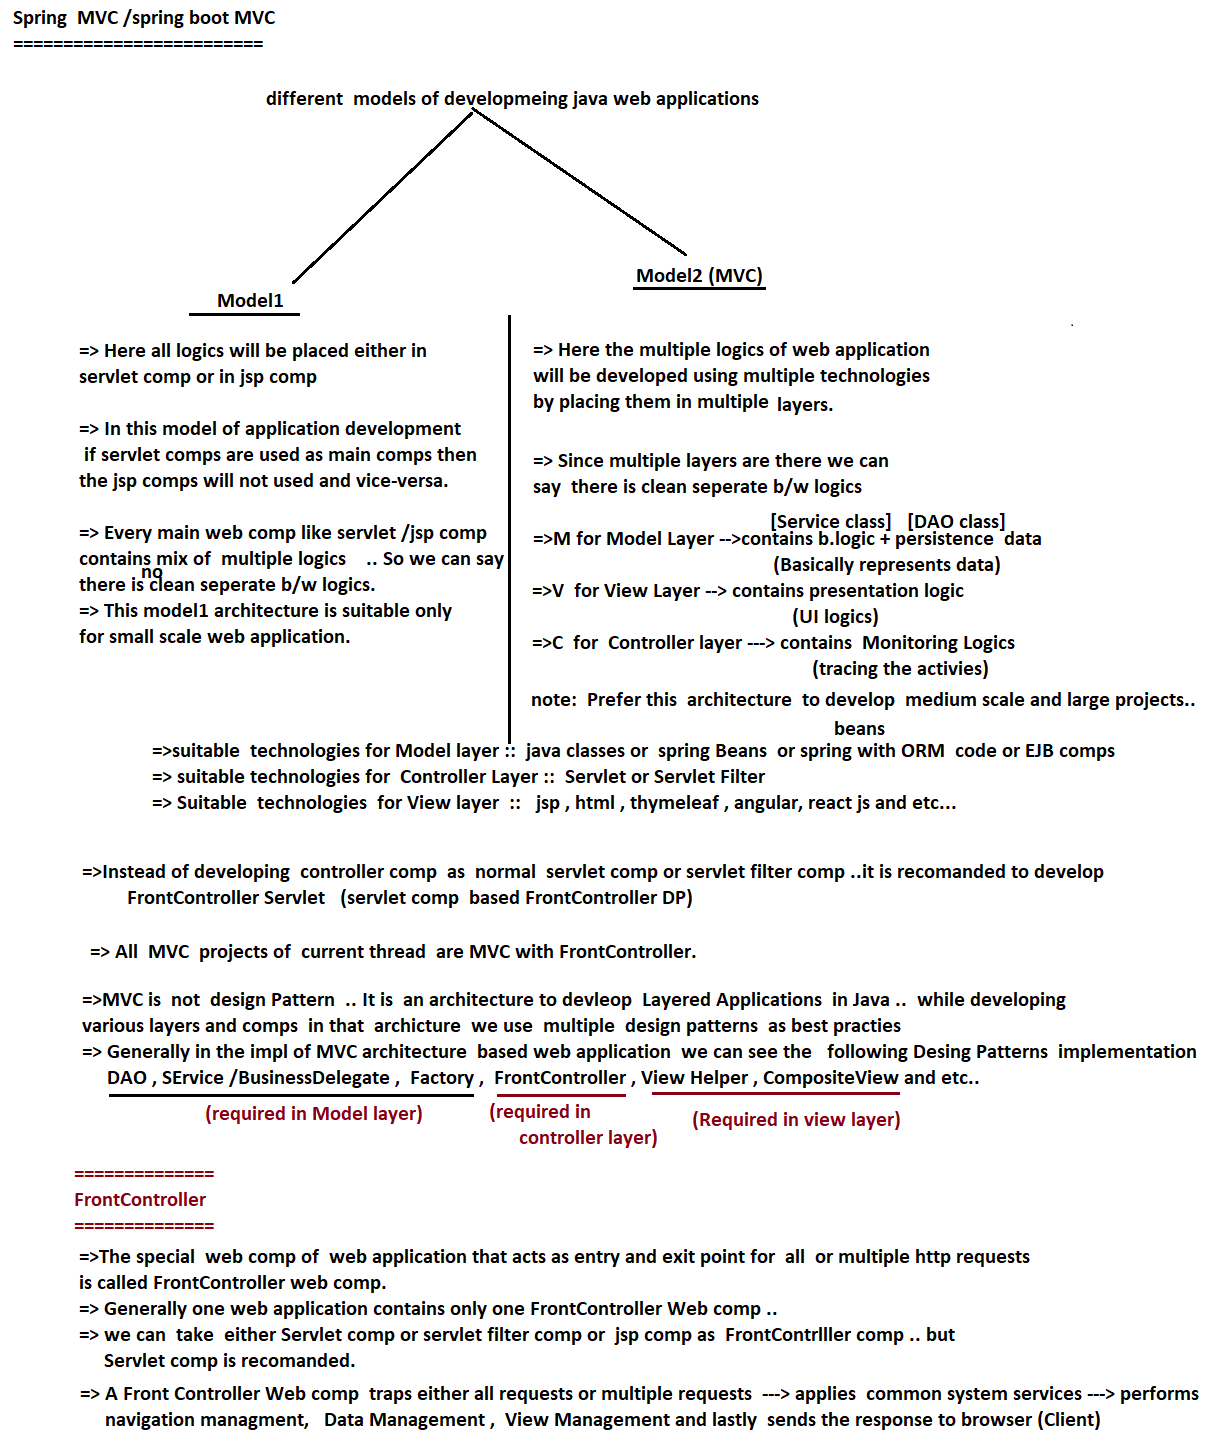 Spring  MVC /spring boot MVC
=========================
different  models of developmeing java web applications
Model1
=> Here all logics will be placed either in
servlet comp or in jsp comp
=> In this model of application development
if servlet comps are used as main comps then
the jsp comps will not used and vice-versa.
=> Every main web comp like servlet /jsp comp
contains mix of  multiple logics    .. So we can say
no
there is clean seperate b/w logics.
=> This model1 architecture is suitable only
for small scale web application.
Model2 (MVC)
=> Here the multiple logics of web application
will be developed using multiple technologies
by placing them in multiple layers.
=> Since multiple layers are there we can
say  there is clean seperate b/w logics
[Service class]   [DAO class]
=>M for Model Layer -->contains b.logic + persistence  data
(Basically represents data)
=>V  for View Layer --> contains presentation logic
(UI logics)
=>C  for  Controller layer ---> contains  Monitoring Logics
(tracing the activies)
note:  Prefer this  architecture  to develop  medium scale and large projects..
beans
=>suitable  technologies for Model layer ::  java classes or  spring Beans  or spring with ORM  code or EJB comps
=> suitable technologies for  Controller Layer ::  Servlet or Servlet Filter
=> Suitable  technologies  for View layer  ::   jsp , html , thymeleaf , angular, react js and etc...
=>Instead of developing  controller comp  as  normal  servlet comp or servlet filter comp ..it is recomanded to develop
FrontController Servlet   (servlet comp  based FrontController DP)
=> All  MVC  projects of  current thread  are MVC with FrontController.
=>MVC is  not  design Pattern  .. It is  an architecture to devleop  Layered Applications  in Java ..  while developing
various layers and comps  in that  archicture  we use  multiple  design patterns  as best practies
=> Generally in the impl of MVC architecture  based web application  we can see the   following Desing Patterns  implementation
DAO , SErvice /BusinessDelegate ,  Factory ,  FrontController , View Helper , CompositeView and etc..
(required in Model layer)
(required in
controller layer)
(Required in view layer)
==============
FrontController
==============
=>The special  web comp of  web application that acts as entry and exit point for  all  or multiple http requests
is called FrontController web comp.
=> Generally one web application contains only one FrontController Web comp ..
=> we can  take  either Servlet comp or servlet filter comp or  jsp comp as  FrontContrlller comp .. but
Servlet comp is recomanded.
=> A Front Controller Web comp  traps either all requests or multiple requests  ---> applies  common system services ---> performs
navigation managment,   Data Management ,  View Management and lastly  sends the response to browser (Client)